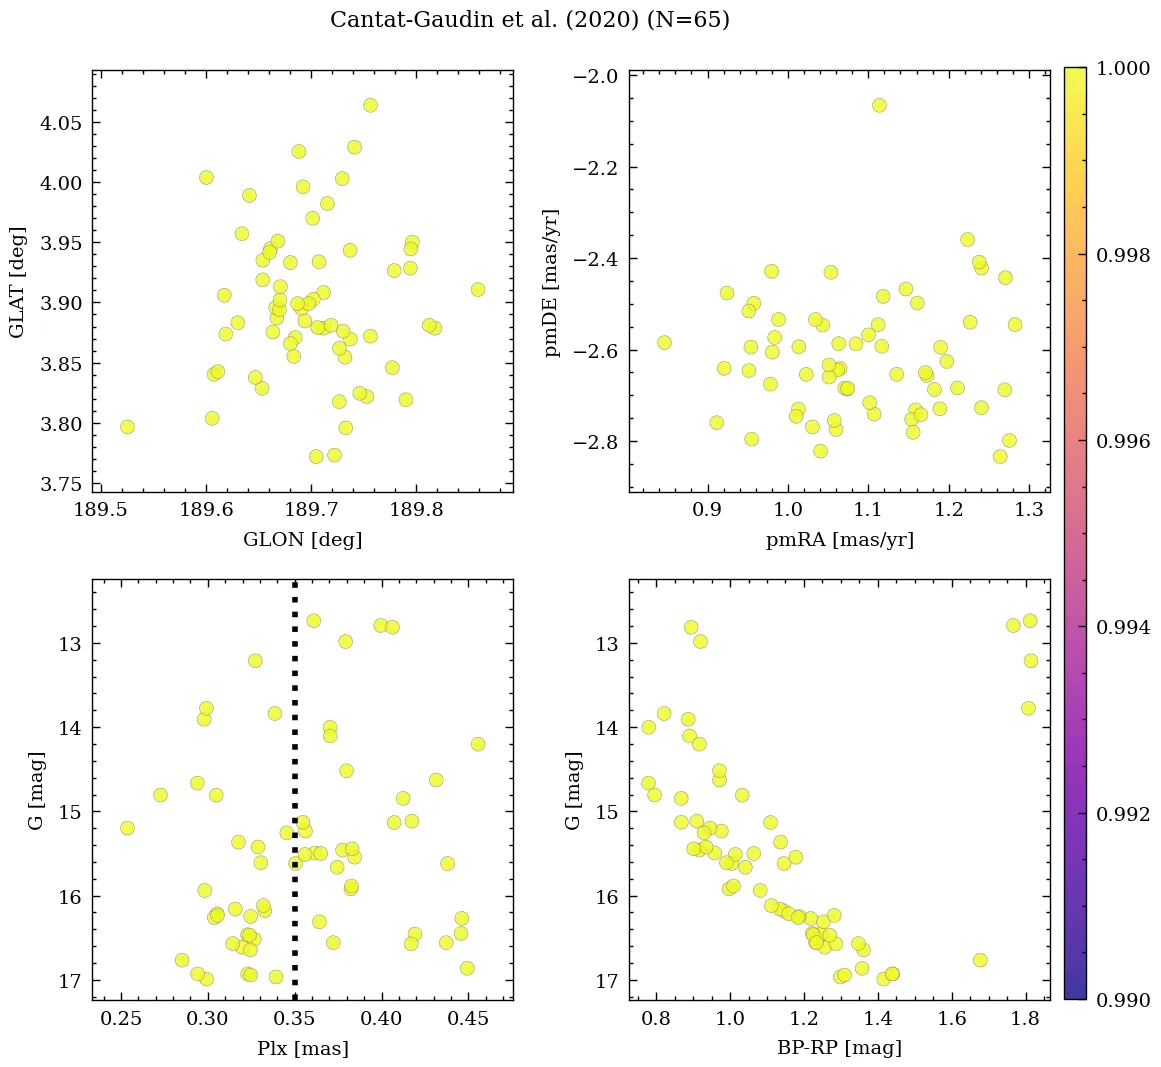 Cantat-Gaudin et al. (2020) (N=65)
4.05
4.00
3.95
3.90
3.85
3.80
3.75
GLAT [deg]
189.5 189.6 189.7 189.8
GLON [deg]
−2.0
−2.2
−2.4
−2.6
−2.8
pmDE [mas/yr]
0.9 1.0 1.1 1.2 1.3
pmRA [mas/yr]
1.000
0.998
0.996
0.994
0.992
0.990
13
14
15
16
17
G [mag]
0.25 0.30 0.35 0.40 0.45
Plx [mas]
13
14
15
16
17
G [mag]
0.8 1.0 1.2 1.4 1.6 1.8
BP-RP [mag]